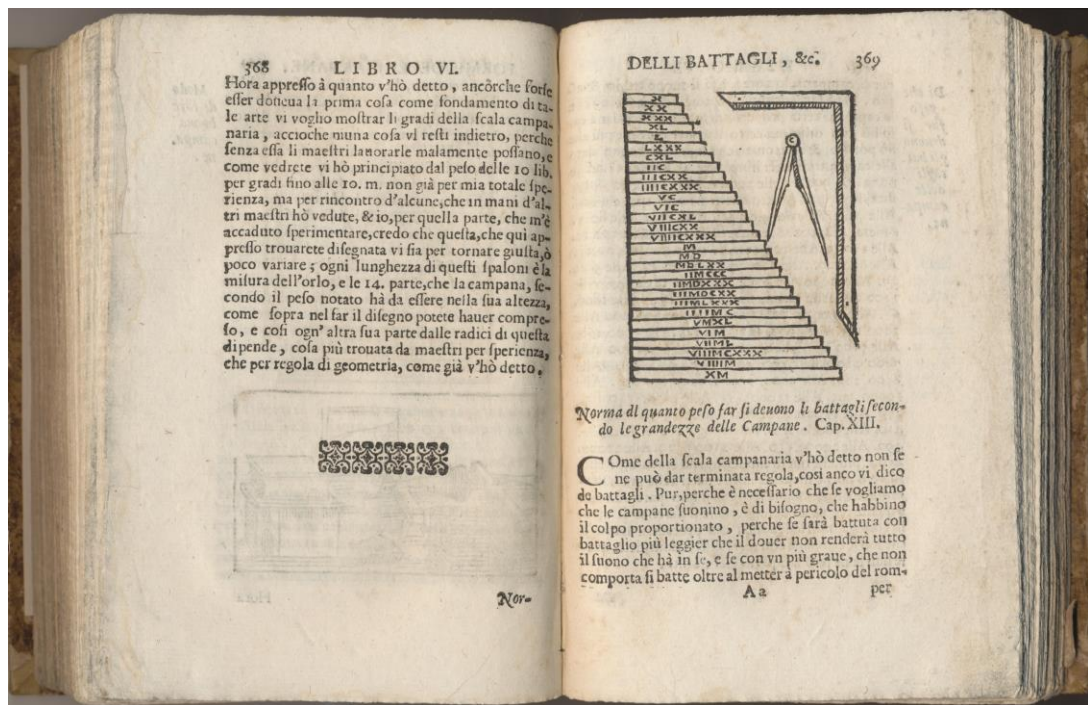 368 LIBRO VI.
Hora appreſſo à quanto v'hò detto, ancorche forſe
eſſer doueua la prima coſa come fondamento di ta-
le arte vi voglio moſtrar li gradi della ſcala campa-
naria, accioche niuna coſa vi reſti indietro, perche
ſenza eſſa li maeſtri lauorarle malamente poſſano, e
come vedrete vi hò principiato dal peſo delle 10 lib.
per gradi fino alle 10. m. non già per mia totale ſpe-
rienza, ma per rincontro d'alcune, che in mani d'al-
tri maeſtri hò vedute, & io, per quella parte, che m'è
accaduto ſperimentare, credo che queſta, che qui ap-
preſſo trouarete diſegnata vi ſia per tornare giuſta, ò
poco variare; ogni lunghezza di queſti ſpaloni è la
miſura dell'orlo, e le 14. parte, che la campana, ſe-
condo il peſo notato hà da eſſere nella ſua altezza,
come ſopra nel far il diſegno potete hauer compre-
ſo, e coſi ogn' altra ſua parte dalle radici di queſta
dipende, coſa più trouata da maeſtri per ſperienza,
che per regola di geometria, come già v'hò detto.
Nor-
DELLI BATTAGLI, &c. 369
X
XX
XXX
XL
L
LXXX
CXL
IIC
IIICXX
IIIICXXX
VC
VIC
VIICXL
VIIICXX
VIIIICXXX
M
MD
MDLXX
IIMCCC
IIMDXXX
IIIMDCXX
IIIMLXXX
IIIIMC
VMXL
VIM
VIIML
VIIIMCXXX
VIIIIM
XM
C
Norma di quanto peſo far ſi deuono li battagli ſecon-
do le grandezze delle Campane. Cap. XIII.
COme della ſcala campanaria v'hò detto non ſe
ne può dar terminata regola, coſi anco vi dico
de battagli. Pur, perche è neceſſario che ſe vogliamo
che le campane ſuonino, è di biſogno, che habbino
il colpo proportionato, perche ſe ſarà battuta con
battaglio più leggier che il douer non renderà tutto
il ſuono che hà in ſe, e ſe con vn più graue, che non
comporta ſi batte oltre al metter à pericolo del rom-
Aa per